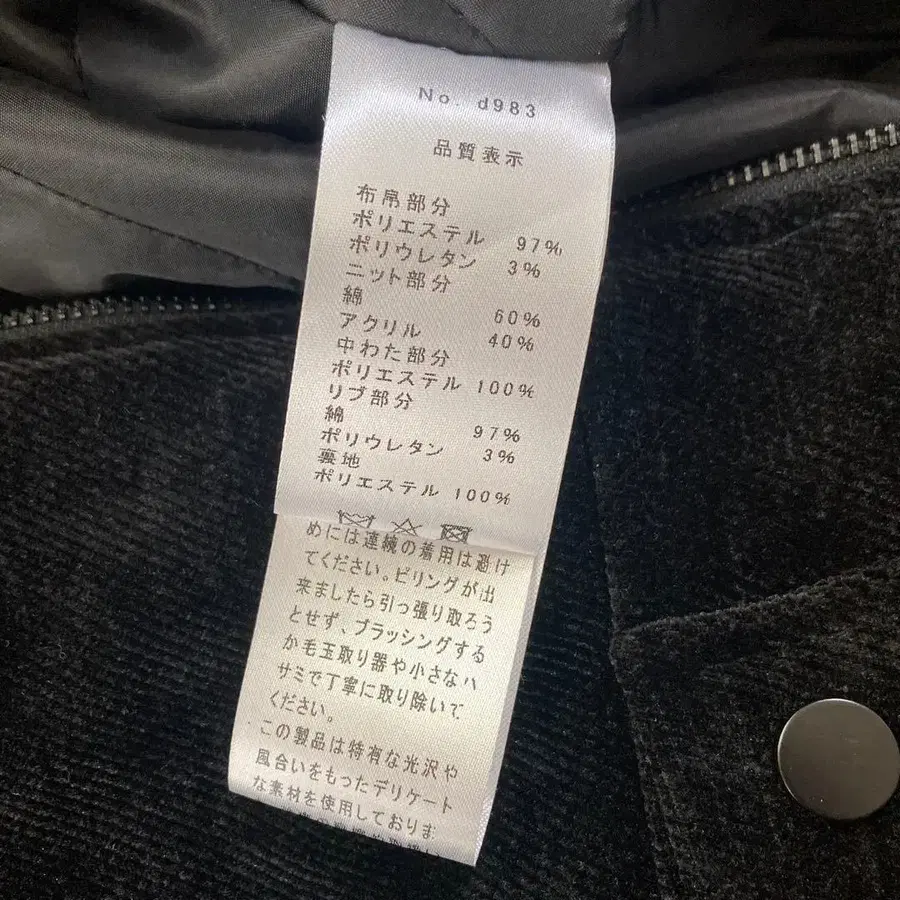 No. d983
品質表示
布帛部分
ポリエステル 97%
ポリウレタン 3%
ニット部分
綿 60%
アクリル 40%
中わた部分
ポリエステル 100%
リブ部分
綿 97%
ポリウレタン 3%
裏地
ポリエステル 100%
めには連続の着用は避け
てください。ピリングが出
来ましたら引っ張り取ろう
とせず、ブラッシングする
か毛玉取り器や小さなハ
サミで丁寧に取り除いて
ください。
この製品は特有な光沢や
風合いをもったデリケート
な素材を使用しておりま